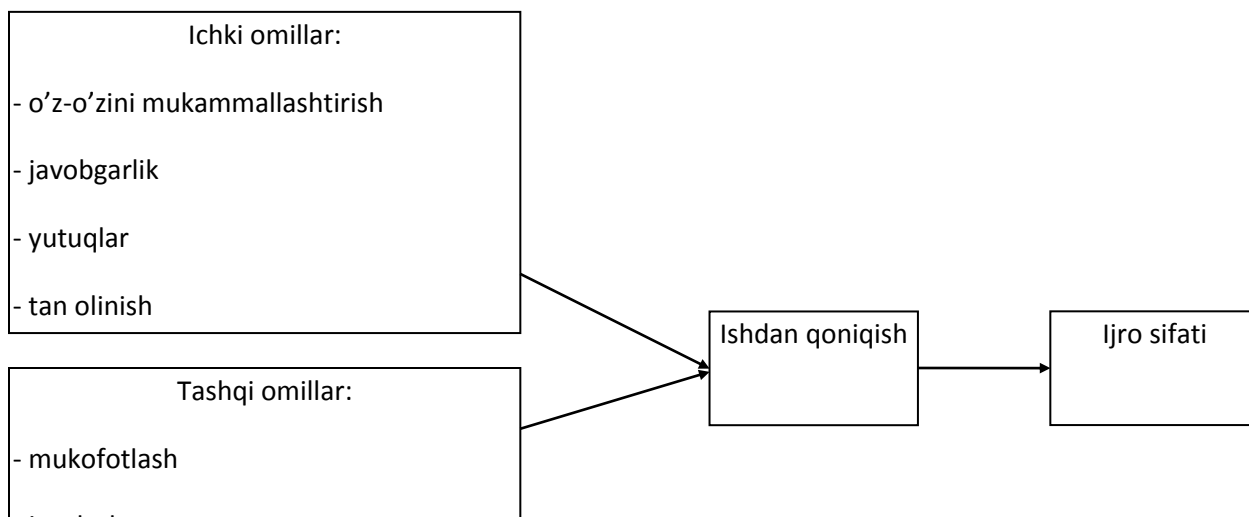 Ichki omillar:
- o’z-o’zini mukammallashtirish
- javobgarlik
- yutuqlar
- tan olinish
Ishdan qoniqish
Ijro sifati
Tashqi omillar:
- mukofotlash